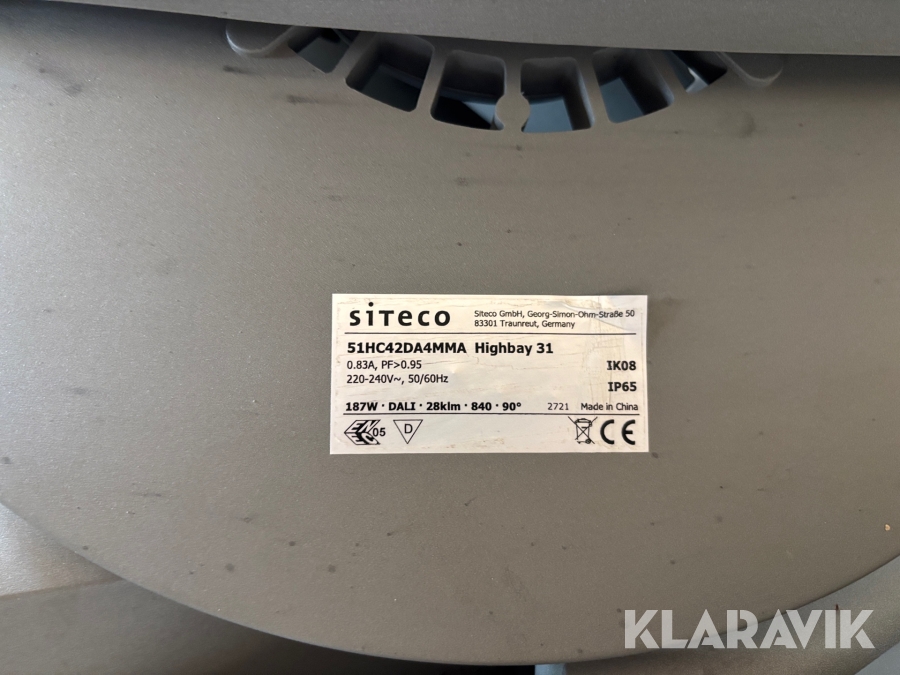 siteco
Siteco GmbH, Georg-Simon-Ohm-Straße 50
83301 Traunreut, Germany
51HC42DA4MMA Highbay 31
0.83A, PF>0.95
IK08
220-240V~, 50/60Hz
IP65
187W · DALI · 28klm · 840 · 90° 2721 Made in China
ENEC 05 D CE
KLARAVIK